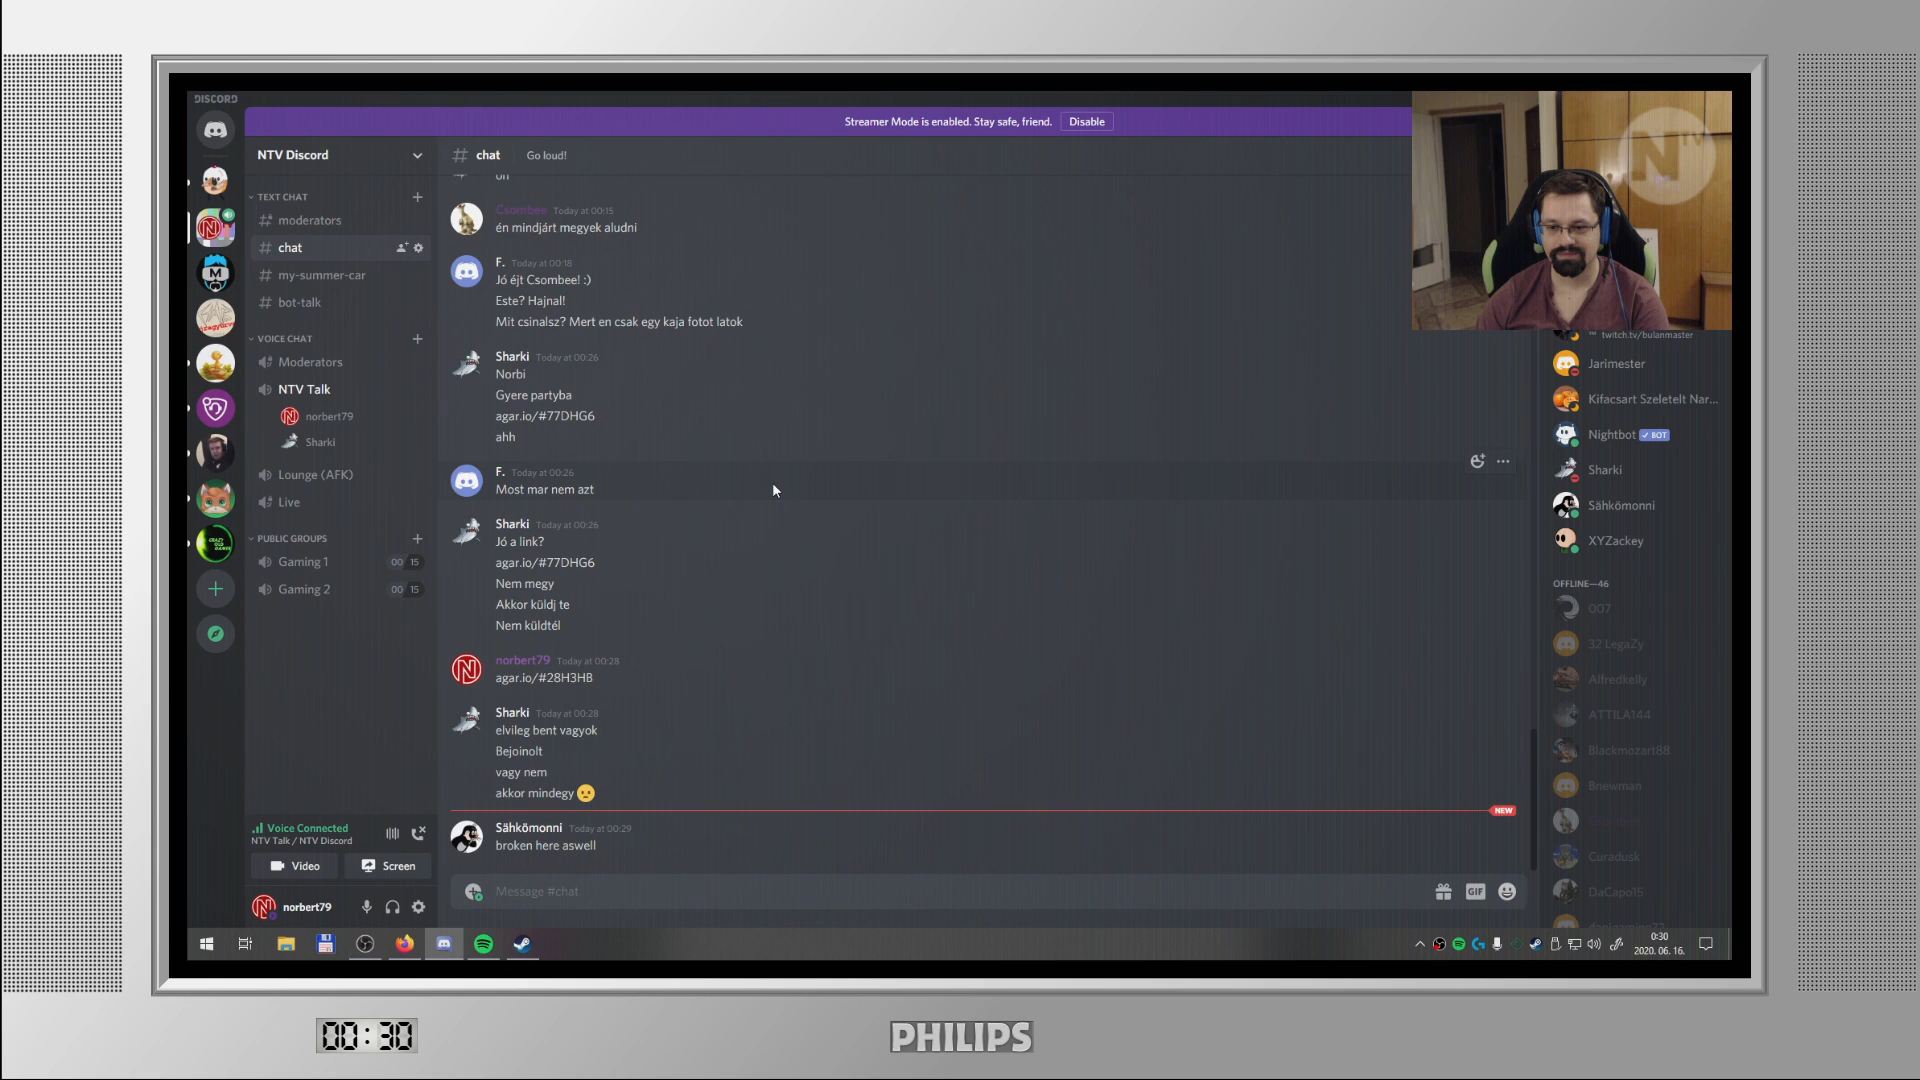 DISCORD
Streamer Mode is enabled. Stay safe, friend.
Disable
NTV Discord
chat
Go loud!
TEXT CHAT
moderators
chat
my-summer-car
bot-talk
VOICE CHAT
Moderators
NTV Talk
norbert79
Sharki
Lounge (AFK)
Live
PUBLIC GROUPS
Gaming 1
00 15
Gaming 2
00 15
Voice Connected
NTV Talk / NTV Discord
Video
Screen
norbert79
Csombee Today at 00:15
én mindjárt megyek aludni
F. Today at 00:18
Jó éjt Csombee! :)
Este? Hajnal!
Mit csinalsz? Mert en csak egy kaja fotot latok
Sharki Today at 00:26
Norbi
Gyere partyba
agar.io/#77DHG6
ahh
F. Today at 00:26
Most mar nem azt
Sharki Today at 00:26
Jó a link?
agar.io/#77DHG6
Nem megy
Akkor küldj te
Nem küldtél
norbert79 Today at 00:28
agar.io/#28H3HB
Sharki Today at 00:28
elvileg bent vagyok
Bejoinolt
vagy nem
akkor mindegy
NEW
Sähkömonni Today at 00:29
broken here aswell
Message #chat
GIF
N TV
twitch.tv/bulanmaster
Jarimester
Kifacsart Szeletelt Nar...
Nightbot ✓ BOT
Sharki
Sähkömonni
XYZackey
OFFLINE—46
007
32 LegaZy
Alfredkelly
ATTILA144
Blackmozart88
Bnewman
Curadusk
DaCapo15
0:30
2020. 06. 16.
00:30
PHILIPS